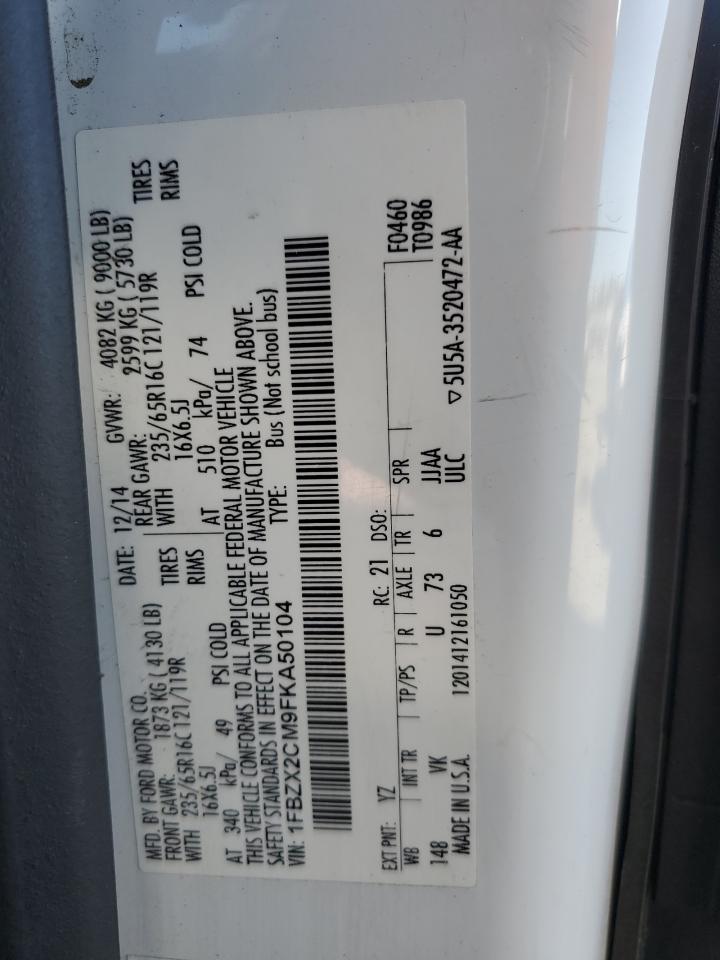 MFD. BY FORD MOTOR CO. DATE: 12/14 GVWR: 4082 KG ( 9000 LB)
FRONT GAWR: 1873 KG ( 4130 LB) REAR GAWR: 2599 KG ( 5730 LB)
WITH 235/65R16C 121/119R TIRES WITH 235/65R16C 121/119R TIRES
16X6.5J RIMS 16X6.5J RIMS
AT 340 kPa/ 49 PSI COLD AT 510 kPa/ 74 PSI COLD
THIS VEHICLE CONFORMS TO ALL APPLICABLE FEDERAL MOTOR VEHICLE
SAFETY STANDARDS IN EFFECT ON THE DATE OF MANUFACTURE SHOWN ABOVE.
VIN: 1FBZX2CM9FKA50104 TYPE: Bus (Not school bus)
EXT PNT: YZ RC: 21 DSO: F0460
WB INT TR TP/PS R AXLE TR SPR T0986
148 VK U 73 6 JJAA
MADE IN U.S.A. 1201412161050 ULC ▽5U5A-3520472-AA